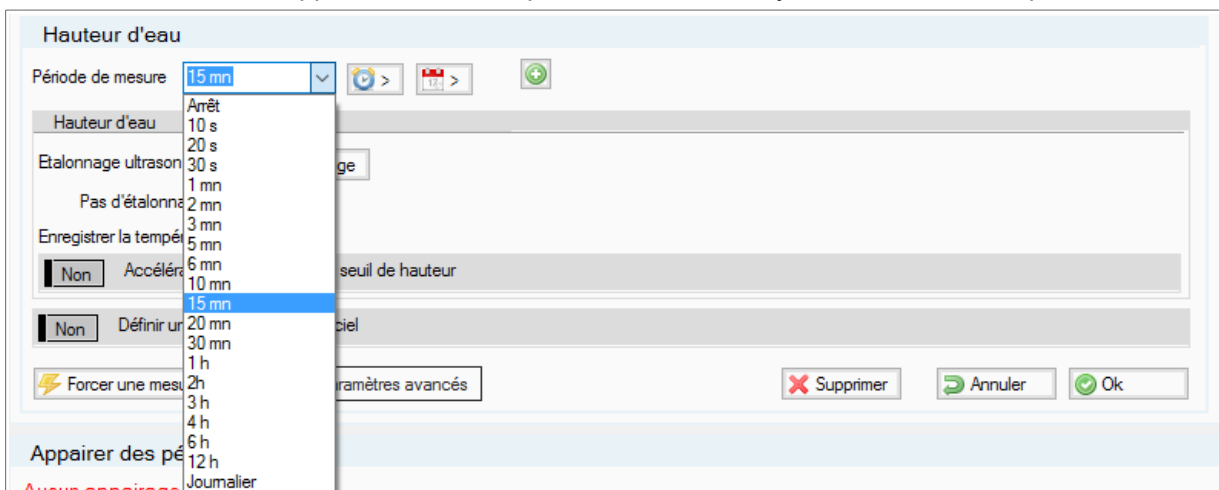 Hauteur d'eau
Période de mesure 15 mn > >
Arrêt
Hauteur d'eau 10 s
20 s
Etalonnage ultrason 30 s ge
1 mn
Pas d'étalonna 2 mn
3 mn
Enregistrer la tempé 5 mn
6 mn
Non Accéléra seuil de hauteur
10 mn
15 mn
Non Définir un 20 mn ciel
30 mn
1 h
Forcer une mesu 2h ramètres avancés Supprimer Annuler Ok
3 h
4 h
6 h
Appairer des pé
12 h
Journalier